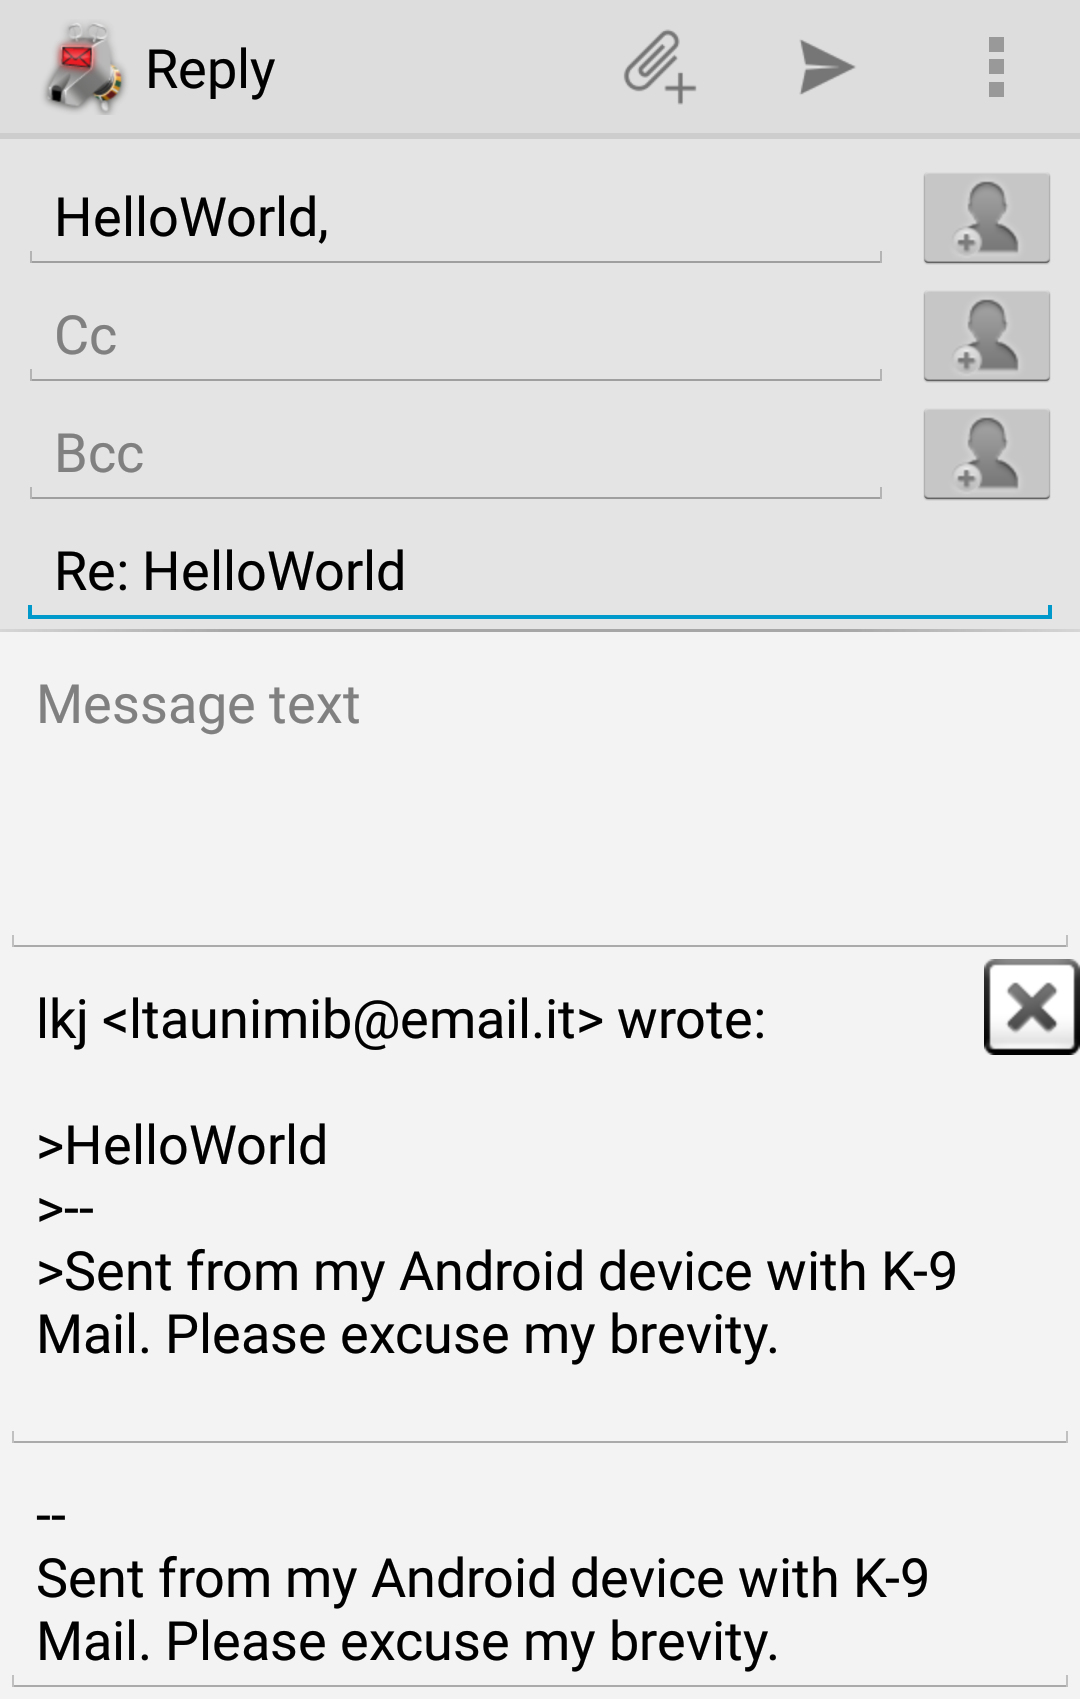 Reply
HelloWorld,
Cc
Bcc
Re: HelloWorld
Message text
lkj <ltaunimib@email.it> wrote:
>HelloWorld
>--
>Sent from my Android device with K-9
Mail. Please excuse my brevity.
--
Sent from my Android device with K-9
Mail. Please excuse my brevity.